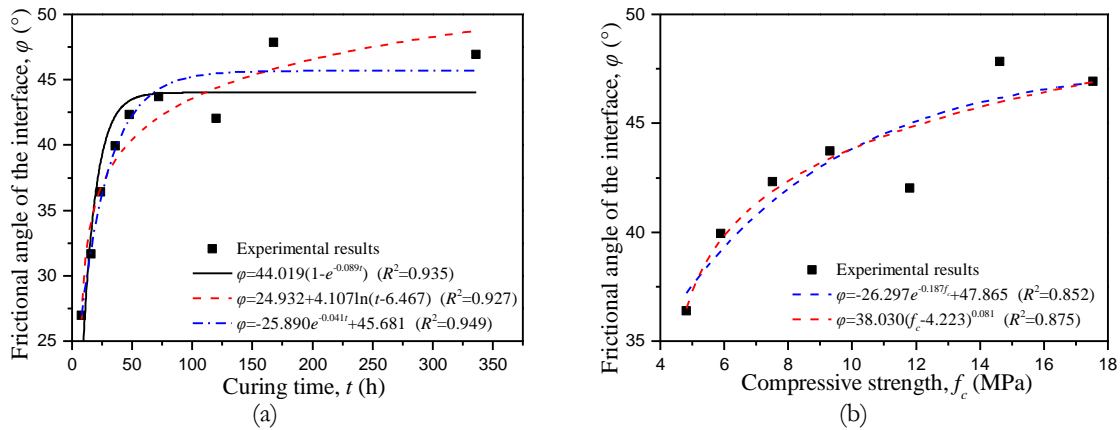 50
45
40
35
30
25
0
50
100
150
200
250
300
350
Frictional angle of the interface, φ (°)
Curing time, t (h)
Experimental results
φ=44.019(1-e^{-0.089t}) (R²=0.935)
φ=24.932+4.107ln(t-6.467) (R²=0.927)
φ=-25.890e^{-0.041t}+45.681 (R²=0.949)
(a)
50
45
40
35
4
6
8
10
12
14
16
18
Frictional angle of the interface, φ (°)
Compressive strength, f_c (MPa)
Experimental results
φ=-26.297e^{-0.187f_c}+47.865 (R²=0.852)
φ=38.030(f_c-4.223)^{0.081} (R²=0.875)
(b)